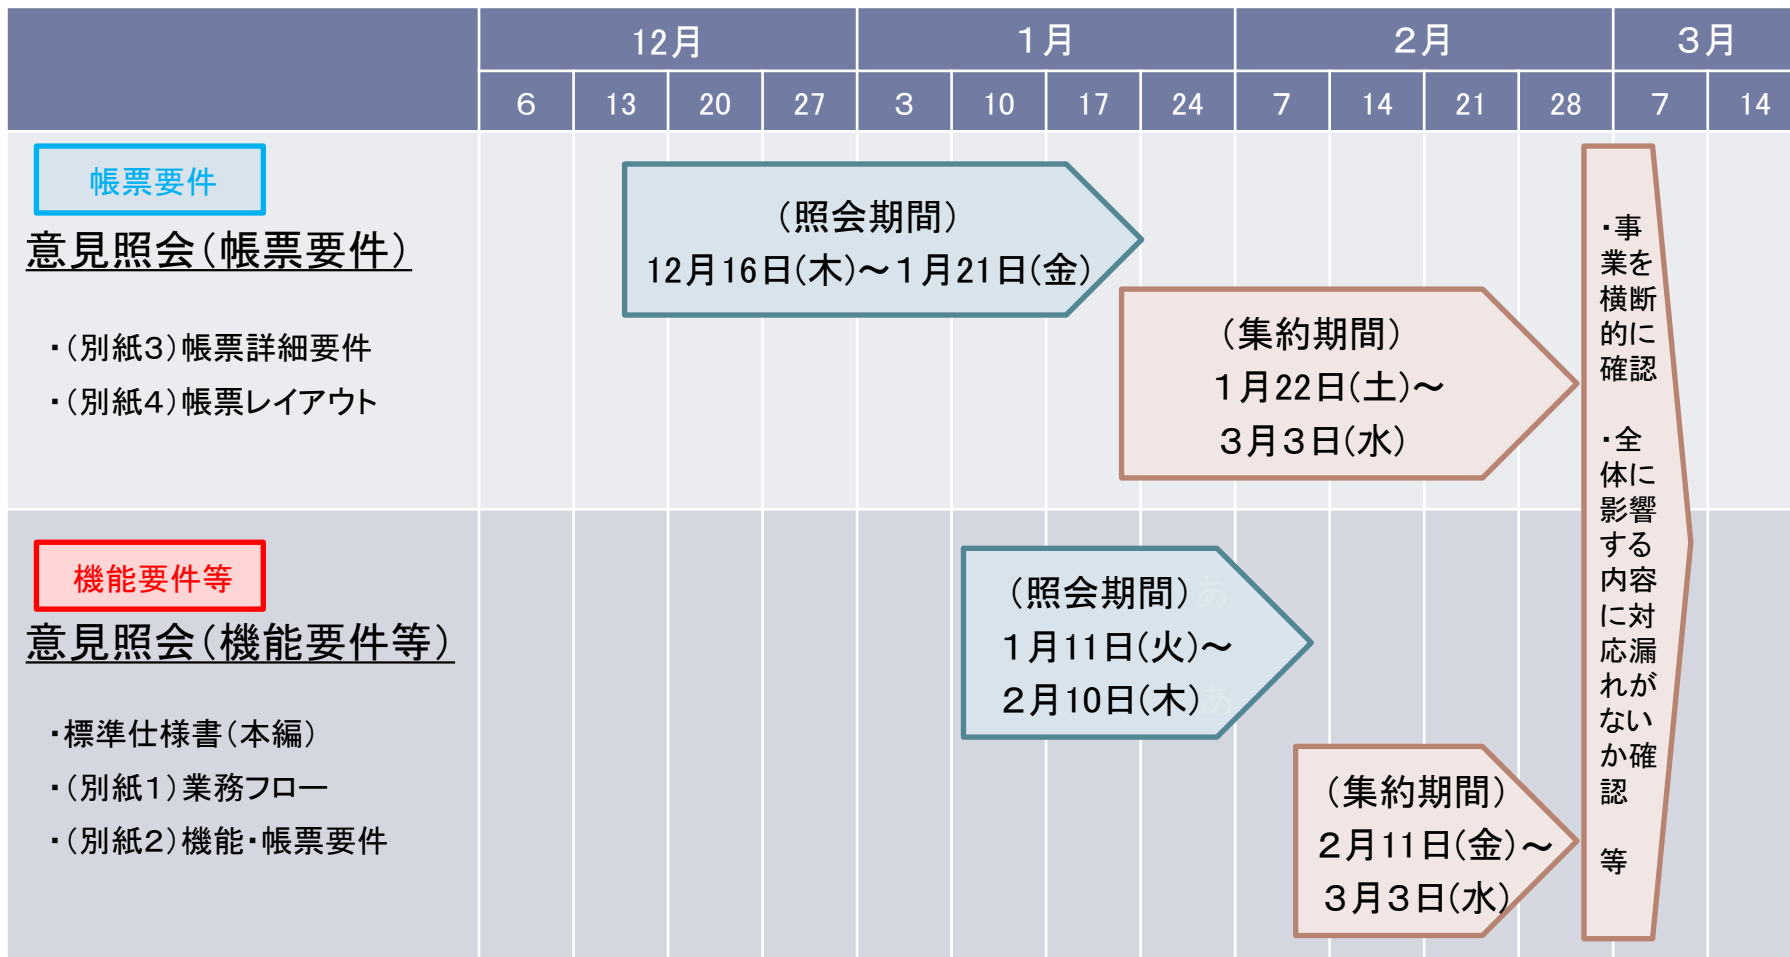 12月 1月 2月 3月
6 13 20 27 3 10 17 24 7 14 21 28 7 14
帳票要件
意見照会（帳票要件）
・（別紙３）帳票詳細要件
・（別紙４）帳票レイアウト
（照会期間）
12月16日(木)～１月21日(金)
（集約期間）
１月22日(土)～
３月３日(水)
機能要件等
意見照会（機能要件等）
・標準仕様書（本編）
・（別紙１）業務フロー
・（別紙２）機能・帳票要件
（照会期間）あ
１月11日(火)～
２月10日(木)あ
（集約期間）
２月11日(金)～
３月３日(水)
・事
業を
横断
的に
確認
・全
体に
影響
する
内容
に対
応漏
れが
ない
か確
認
等